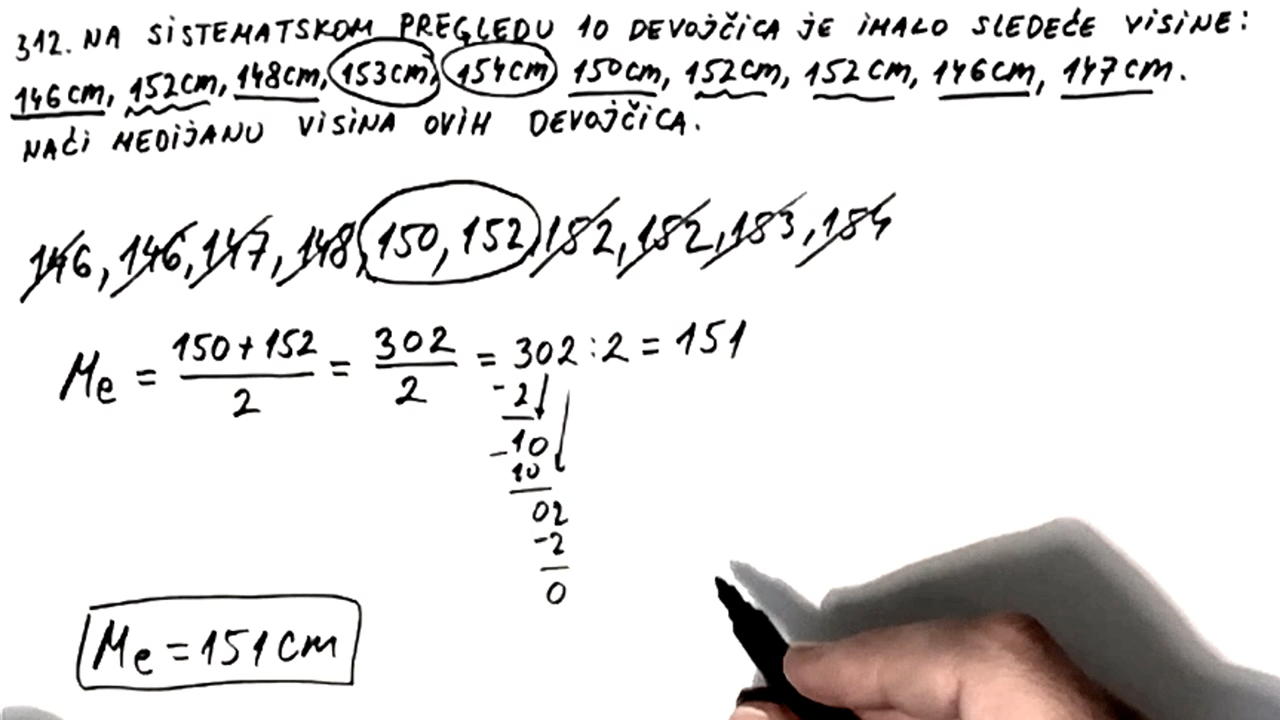 312. NA SISTEMATSKOM PREGLEDU 10 DEVOJČICA JE IMALO SLEDEĆE VISINE:
146cm, 152cm, 148cm, 153cm, 154cm 150cm, 152cm, 152cm, 146cm, 147cm.
NAĆI MEDIJANU VISINA OVIH DEVOJČICA.
146, 146, 147, 148, 150, 152, 152, 152, 153, 154
Me = 150+152 / 2 = 302 / 2 = 302:2 = 151
-2
-10
10
02
-2
0
Me = 151cm